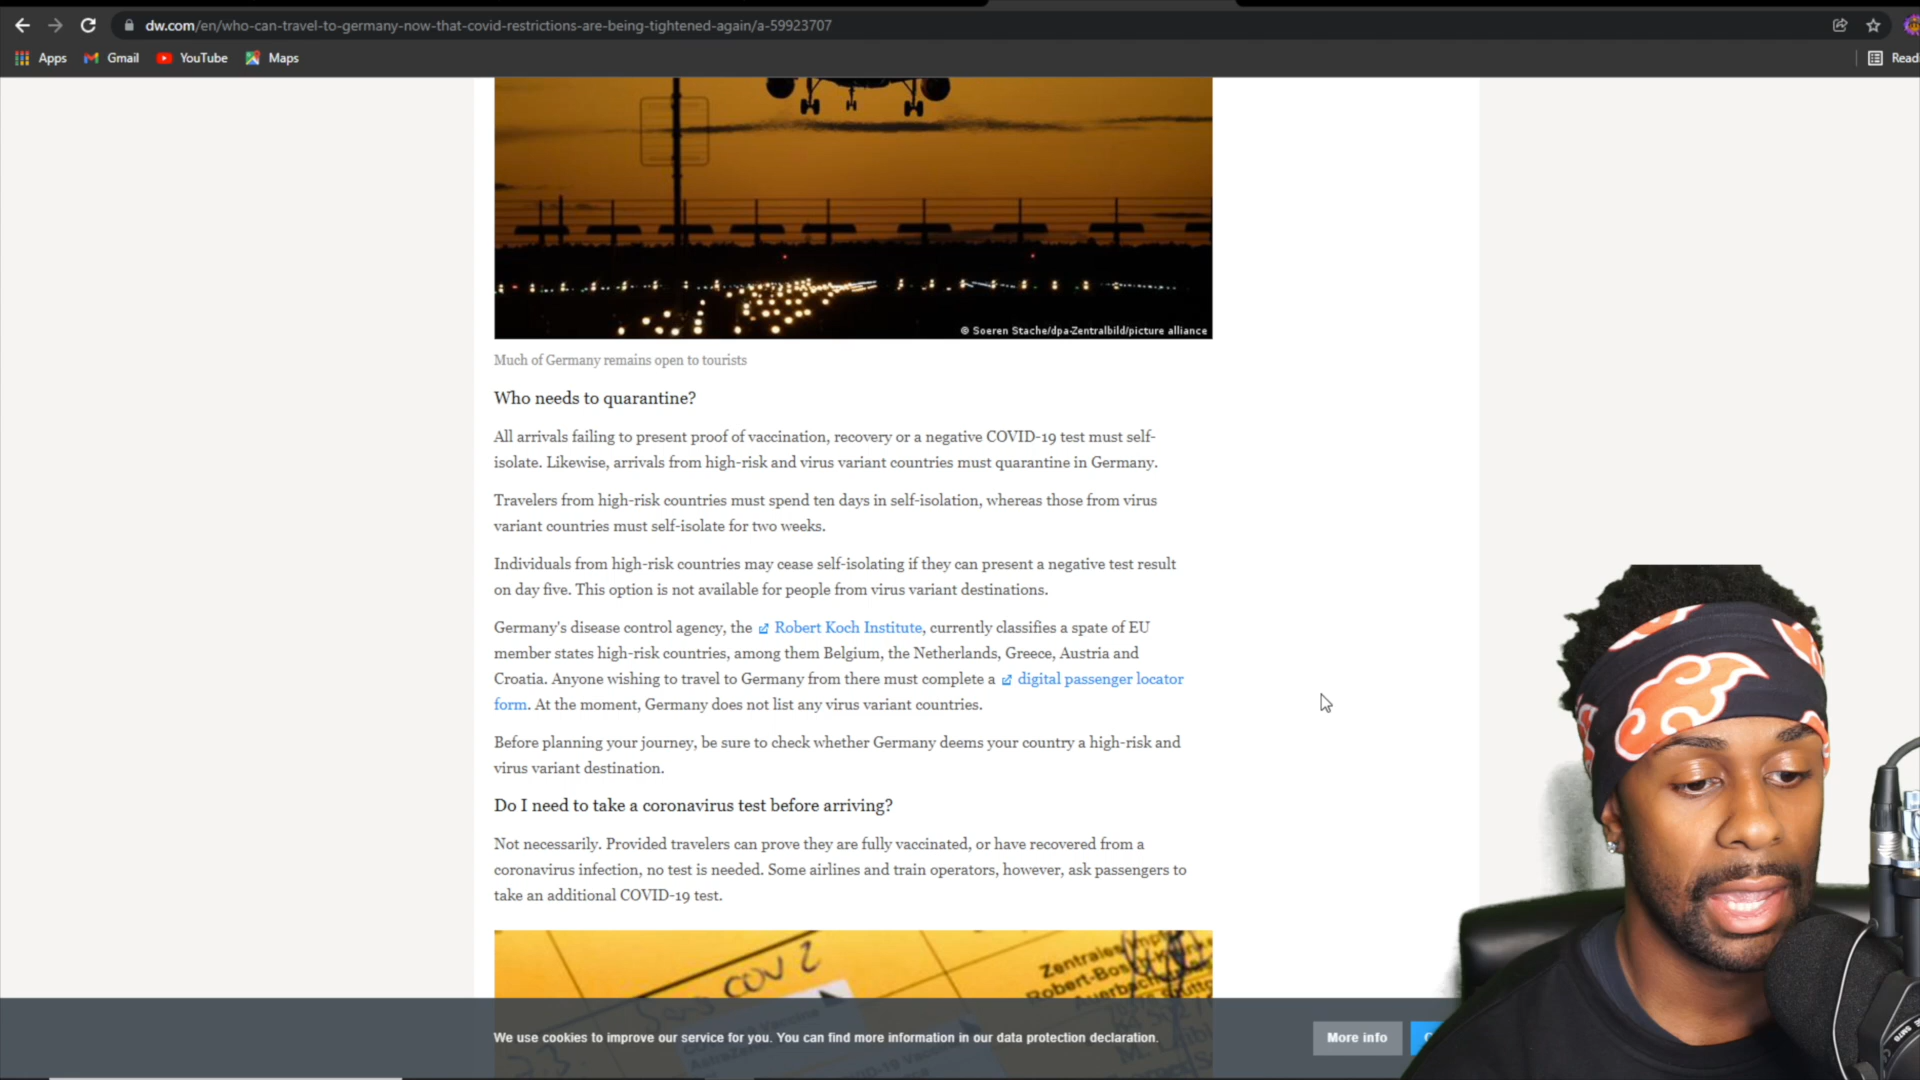 dw.com/en/who-can-travel-to-germany-now-that-covid-restrictions-are-being-tightened-again/a-59923707
Apps Gmail YouTube Maps
© Soeren Stache/dpa-Zentralbild/picture alliance
Much of Germany remains open to tourists
Who needs to quarantine?
All arrivals failing to present proof of vaccination, recovery or a negative COVID-19 test must self-
isolate. Likewise, arrivals from high-risk and virus variant countries must quarantine in Germany.
Travelers from high-risk countries must spend ten days in self-isolation, whereas those from virus
variant countries must self-isolate for two weeks.
Individuals from high-risk countries may cease self-isolating if they can present a negative test result
on day five. This option is not available for people from virus variant destinations.
Germany's disease control agency, the Robert Koch Institute, currently classifies a spate of EU
member states high-risk countries, among them Belgium, the Netherlands, Greece, Austria and
Croatia. Anyone wishing to travel to Germany from there must complete a digital passenger locator
form. At the moment, Germany does not list any virus variant countries.
Before planning your journey, be sure to check whether Germany deems your country a high-risk and
virus variant destination.
Do I need to take a coronavirus test before arriving?
Not necessarily. Provided travelers can prove they are fully vaccinated, or have recovered from a
coronavirus infection, no test is needed. Some airlines and train operators, however, ask passengers to
take an additional COVID-19 test.
COV 2
Zentrales
We use cookies to improve our service for you. You can find more information in our data protection declaration.
More info